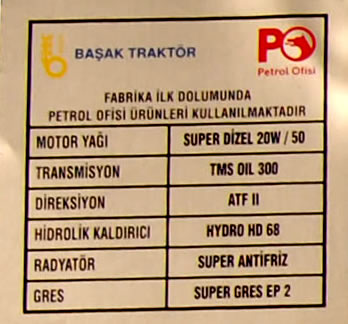 BAŞAK TRAKTÖR
PO
Petrol Ofisi
FABRİKA İLK DOLUMUNDA
PETROL OFİSİ ÜRÜNLERİ KULLANILMAKTADIR
MOTOR YAĞI SUPER DİZEL 20W / 50
TRANSMİSYON TMS OIL 300
DİREKSİYON ATF II
HİDROLİK KALDIRICI HYDRO HD 68
RADYATÖR SUPER ANTİFRİZ
GRES SUPER GRES EP 2